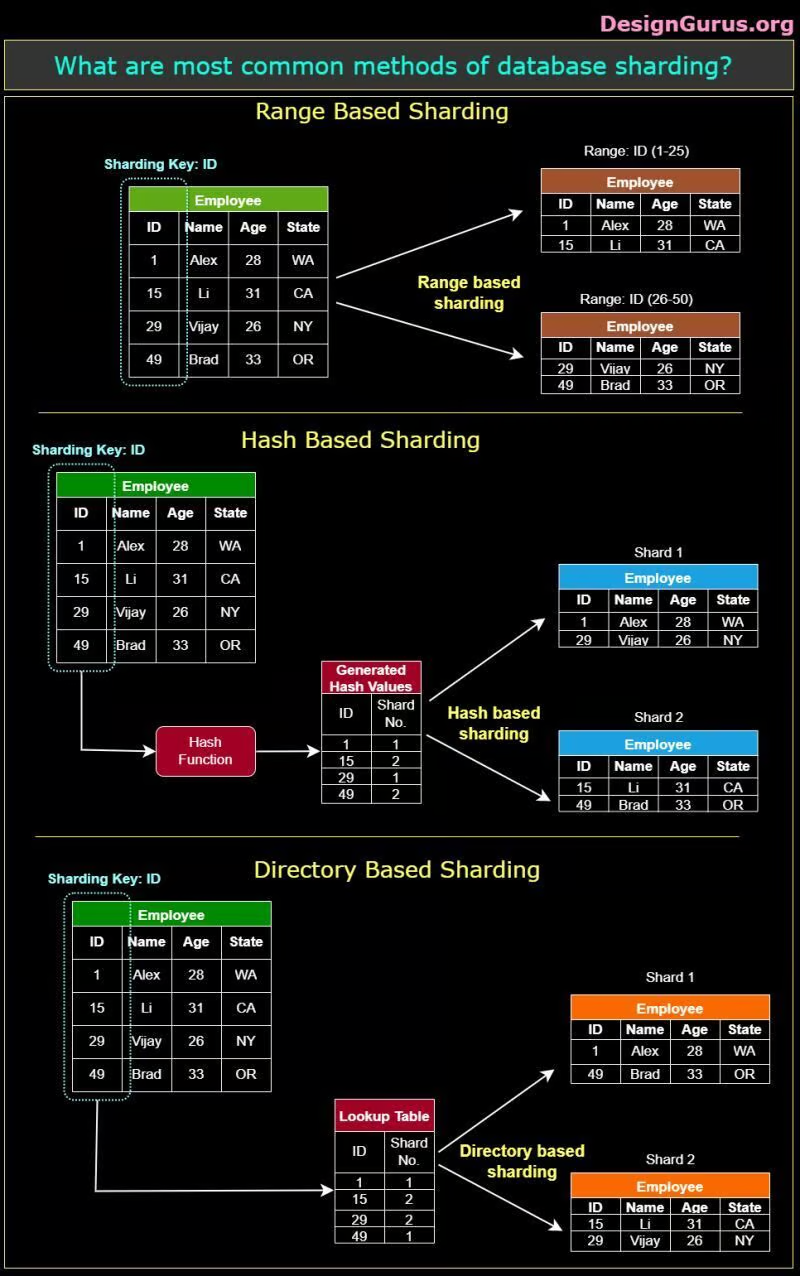 DesignGurus.org
What are most common methods of database sharding?
Range Based Sharding
Sharding Key: ID
Employee
ID Name Age State
1 Alex 28 WA
15 Li 31 CA
29 Vijay 26 NY
49 Brad 33 OR
Range based
sharding
Range: ID (1-25)
Employee
ID Name Age State
1 Alex 28 WA
15 Li 31 CA
Range: ID (26-50)
Employee
ID Name Age State
29 Vijay 26 NY
49 Brad 33 OR
Hash Based Sharding
Sharding Key: ID
Employee
ID Name Age State
1 Alex 28 WA
15 Li 31 CA
29 Vijay 26 NY
49 Brad 33 OR
Hash
Function
Generated
Hash Values
ID Shard
No.
1 1
15 2
29 1
49 2
Hash based
sharding
Shard 1
Employee
ID Name Age State
1 Alex 28 WA
29 Vijay 26 NY
Shard 2
Employee
ID Name Age State
15 Li 31 CA
49 Brad 33 OR
Directory Based Sharding
Sharding Key: ID
Employee
ID Name Age State
1 Alex 28 WA
15 Li 31 CA
29 Vijay 26 NY
49 Brad 33 OR
Lookup Table
ID Shard
No.
1 1
15 2
29 2
49 1
Directory based
sharding
Shard 1
Employee
ID Name Age State
1 Alex 28 WA
49 Brad 33 OR
Shard 2
Employee
ID Name Age State
15 Li 31 CA
29 Vijay 26 NY